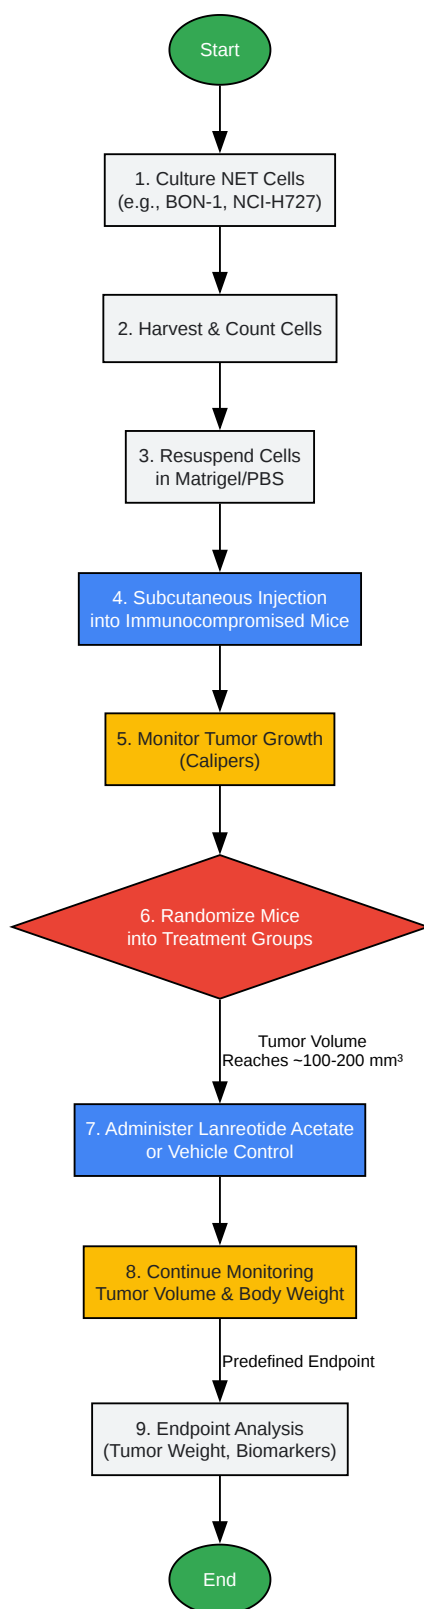 Start
1. Culture NET Cells
(e.g., BON-1, NCI-H727)
2. Harvest & Count Cells
3. Resuspend Cells
in Matrigel/PBS
4. Subcutaneous Injection
into Immunocompromised Mice
5. Monitor Tumor Growth
(Calipers)
6. Randomize Mice
into Treatment Groups
Tumor Volume
Reaches ~100-200 mm³
7. Administer Lanreotide Acetate
or Vehicle Control
8. Continue Monitoring
Tumor Volume & Body Weight
Predefined Endpoint
9. Endpoint Analysis
(Tumor Weight, Biomarkers)
End